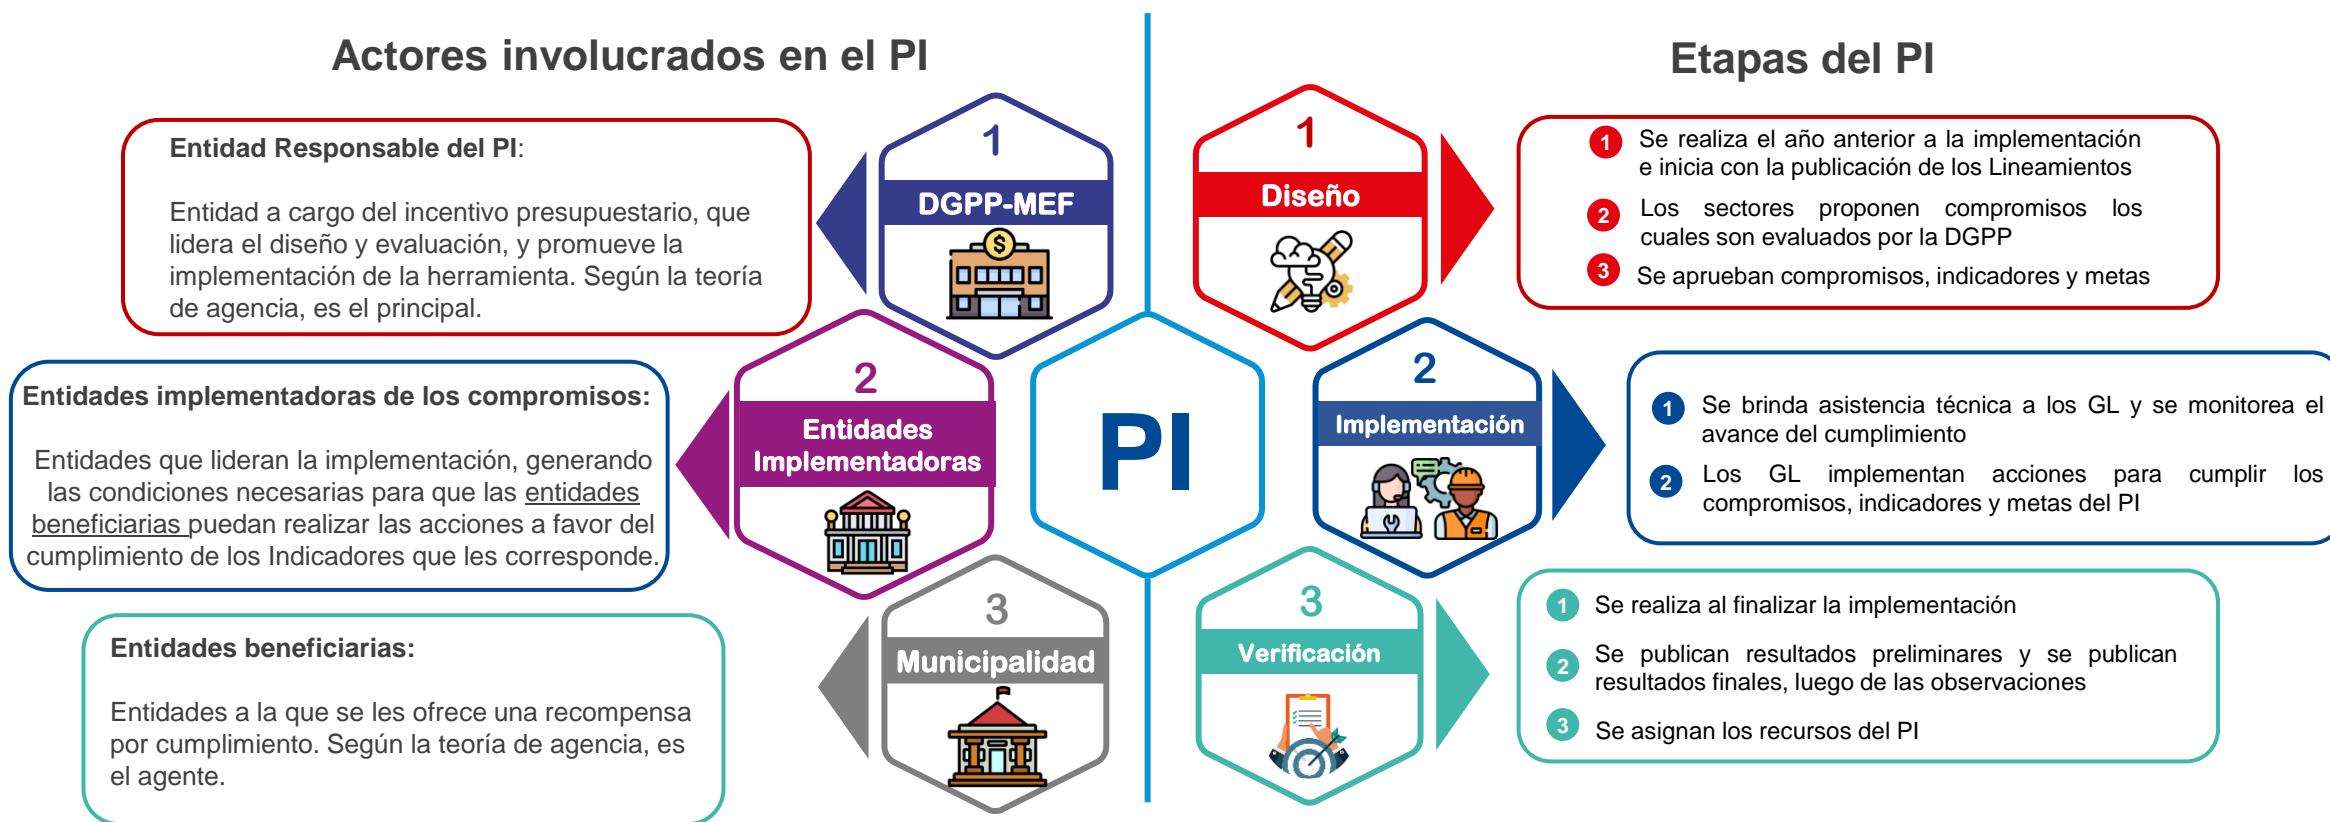 Actores involucrados en el PI
Entidad Responsable del PI:
Entidad a cargo del incentivo presupuestario, que
lidera el diseño y evaluación, y promueve la
implementación de la herramienta. Según la teoría
de agencia, es el principal.
1
DGPP-MEF
Entidades implementadoras de los compromisos:
Entidades que lideran la implementación, generando
las condiciones necesarias para que las entidades
beneficiarias puedan realizar las acciones a favor del
cumplimiento de los Indicadores que les corresponde.
2
Entidades
Implementadoras
Entidades beneficiarias:
Entidades a la que se les ofrece una recompensa
por cumplimiento. Según la teoría de agencia, es
el agente.
3
Municipalidad
PI
Etapas del PI
1
Diseño
1 Se realiza el año anterior a la implementación
e inicia con la publicación de los Lineamientos
2 Los sectores proponen compromisos los
cuales son evaluados por la DGPP
3 Se aprueban compromisos, indicadores y metas
2
Implementación
1 Se brinda asistencia técnica a los GL y se monitorea el
avance del cumplimiento
2 Los GL implementan acciones para cumplir los
compromisos, indicadores y metas del PI
3
Verificación
1 Se realiza al finalizar la implementación
2 Se publican resultados preliminares y se publican
resultados finales, luego de las observaciones
3 Se asignan los recursos del PI